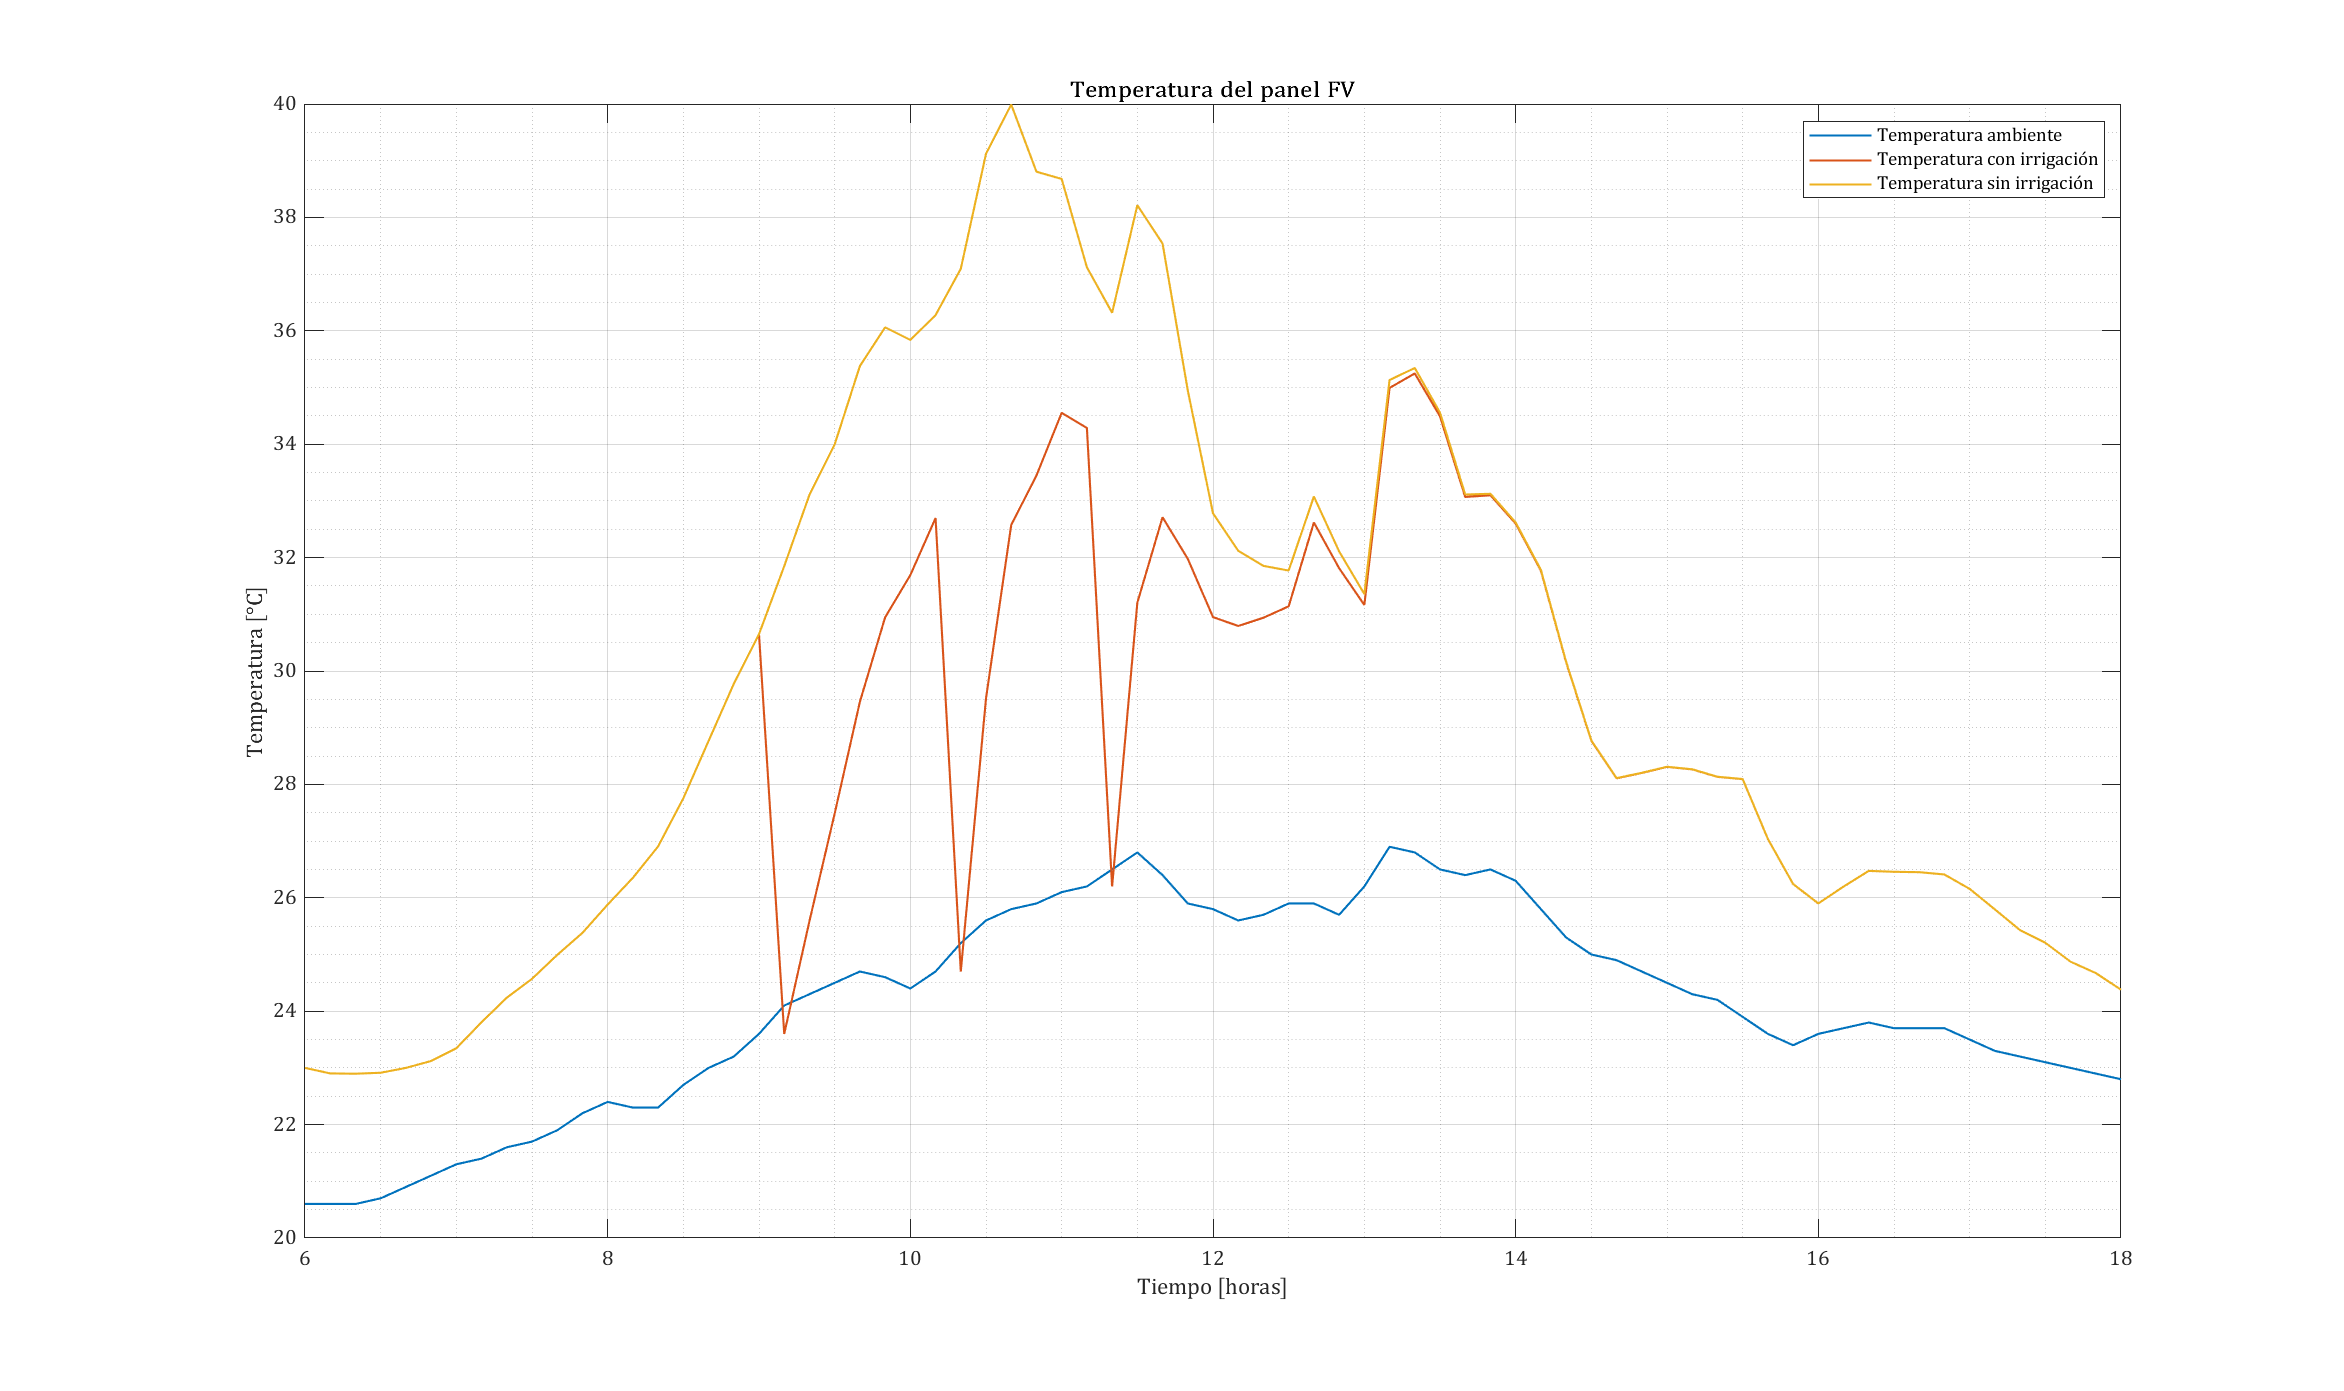 Temperatura del panel FV
Temperatura ambiente
Temperatura con irrigación
Temperatura sin irrigación
Temperatura [°C]
40
38
36
34
32
30
28
26
24
22
20
6 8 10 12 14 16 18
Tiempo [horas]